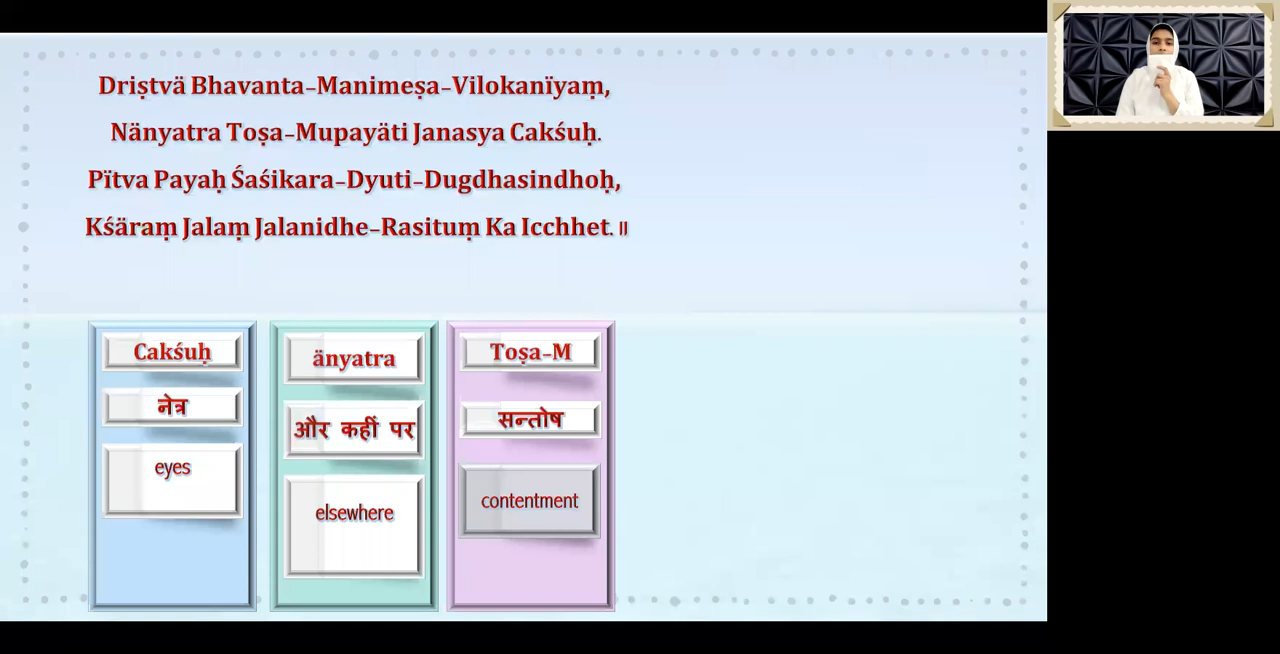 Driṣtvä Bhavanta–Manimeṣa–Vilokanïyaṃ,
Nänyatra Toṣa–Mupayäti Janasya Cakśuḥ.
Pïtva Payaḥ Śaśikara–Dyuti–Dugdhasindhoḥ,
Kśäraṃ Jalaṃ Jalanidhe–Rasituṃ Ka Icchhet. ॥
Cakśuḥ
नेत्र
eyes
änyatra
और कहीं पर
elsewhere
Toṣa–M
सन्तोष
contentment